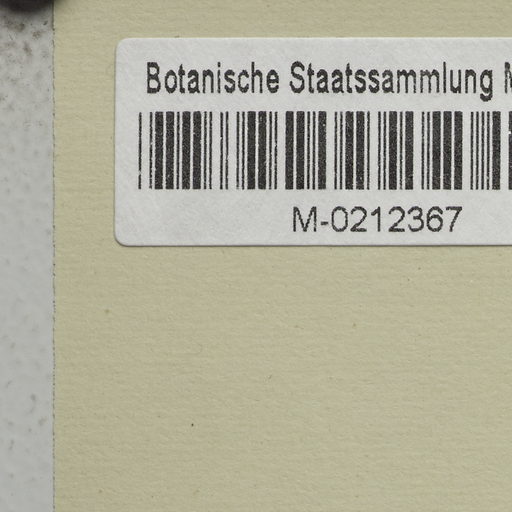 Botanische Staatssammlung
M-0212367